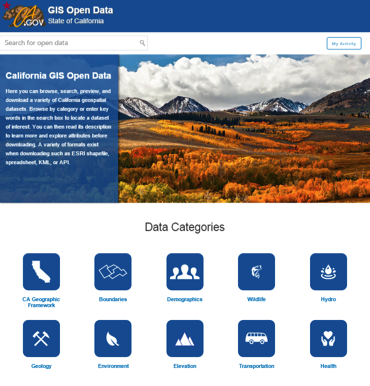 GIS Open Data
State of California
CA
.GOV
Search for open data
My Activity
California GIS Open Data
Here you can browse, search, preview, and
download a variety of California geospatial
datasets. Browse by category or enter key
words in the search box to locate a dataset
of interest. You can then read its description
to learn more and explore attributes before
downloading. A variety of formats exist
when downloading such as ESRI shapefile,
spreadsheet, KML, or API.
Data Categories
CA Geographic
Framework
Boundaries
Demographics
Wildlife
Hydro
Geology
Environment
Elevation
Transportation
Health